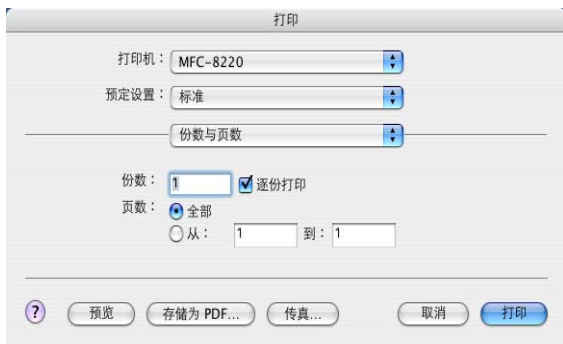 打印
打印机： MFC-8220
预定设置： 标准
份数与页数
份数： 1 逐份打印
页数： 全部
从： 1 到： 1
? 预览 存储为 PDF... 传真... 取消 打印